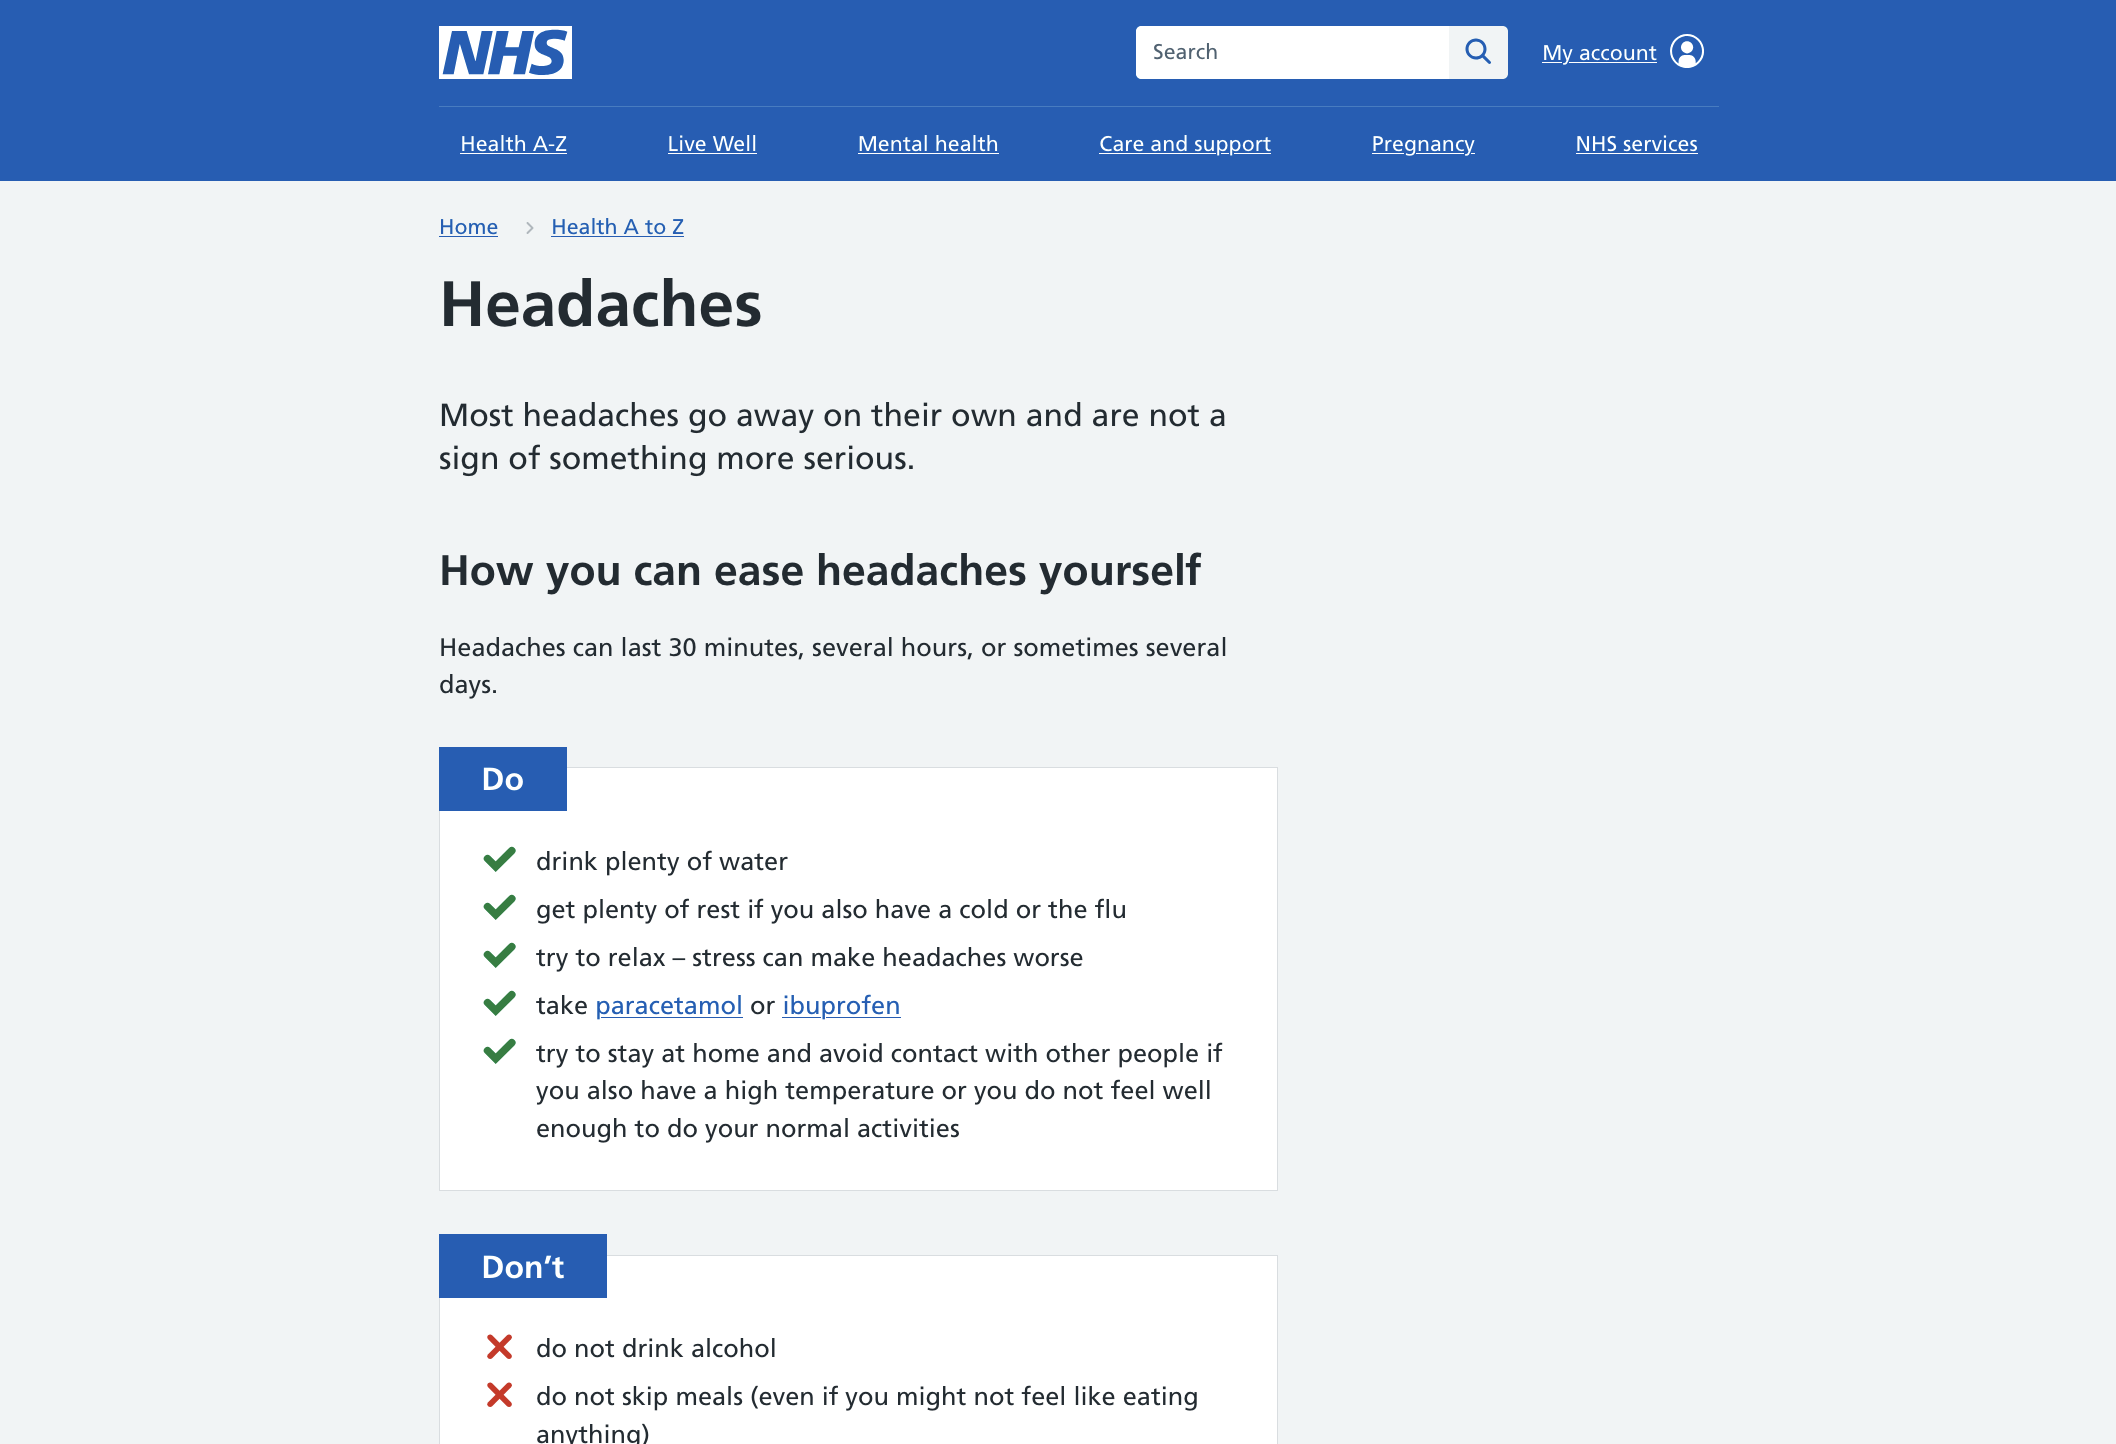 NHS
Search
My account
Health A-Z
Live Well
Mental health
Care and support
Pregnancy
NHS services
Home
Health A to Z
Headaches
Most headaches go away on their own and are not a
sign of something more serious.
How you can ease headaches yourself
Headaches can last 30 minutes, several hours, or sometimes several
days.
Do
drink plenty of water
get plenty of rest if you also have a cold or the flu
try to relax – stress can make headaches worse
take paracetamol or ibuprofen
try to stay at home and avoid contact with other people if
you also have a high temperature or you do not feel well
enough to do your normal activities
Don’t
do not drink alcohol
do not skip meals (even if you might not feel like eating
anything)